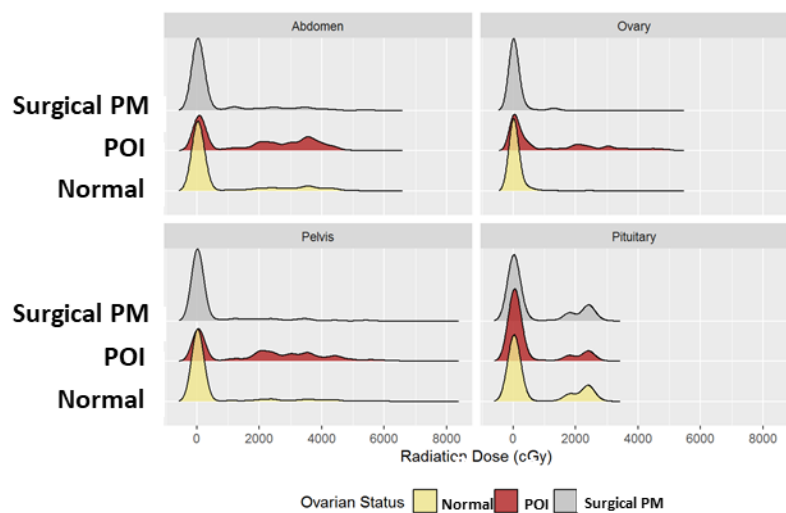 Abdomen
Ovary
Surgical PM
POI
Normal
Pelvis
Pituitary
Surgical PM
POI
Normal
0 2000 4000 6000 8000 0 2000 4000 6000 8000
Radiation Dose (cGy)
Ovarian Status Normal POI Surgical PM